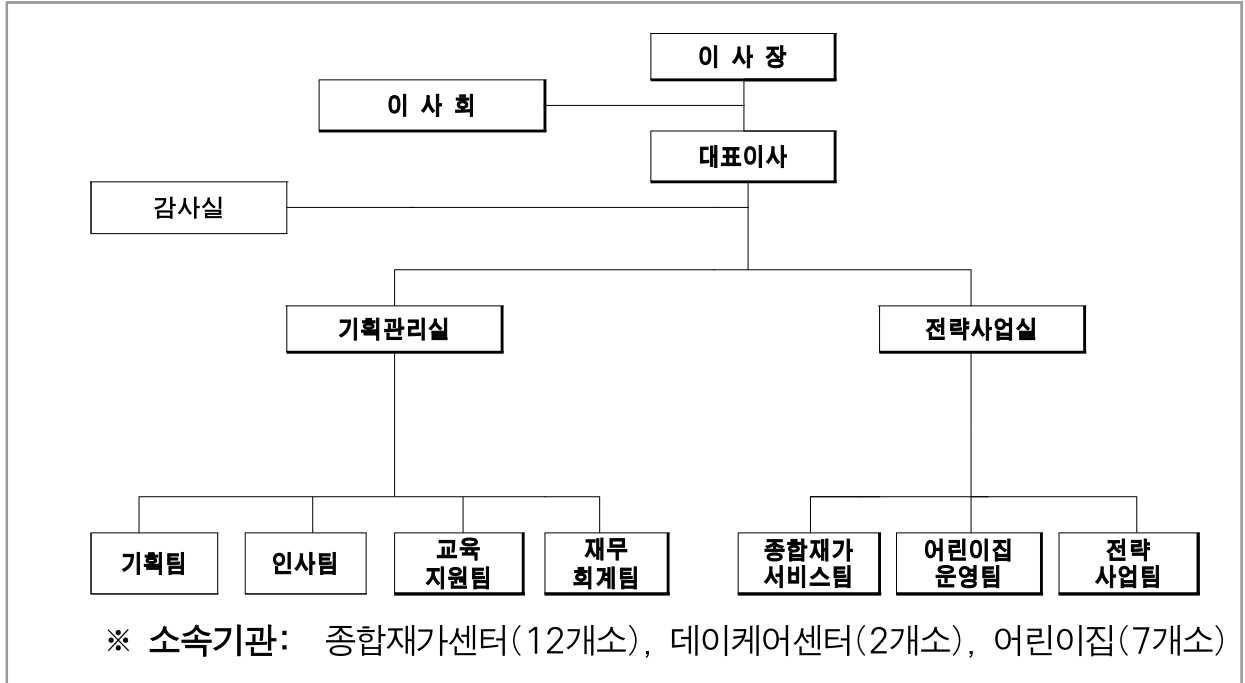 이 사 장
이 사 회
대표이사
감사실
기획관리실
전략사업실
기획팀
인사팀
교육
지원팀
재무
회계팀
종합재가
서비스팀
어린이집
운영팀
전략
사업팀
※ 소속기관: 종합재가센터(12개소), 데이케어센터(2개소), 어린이집(7개소)